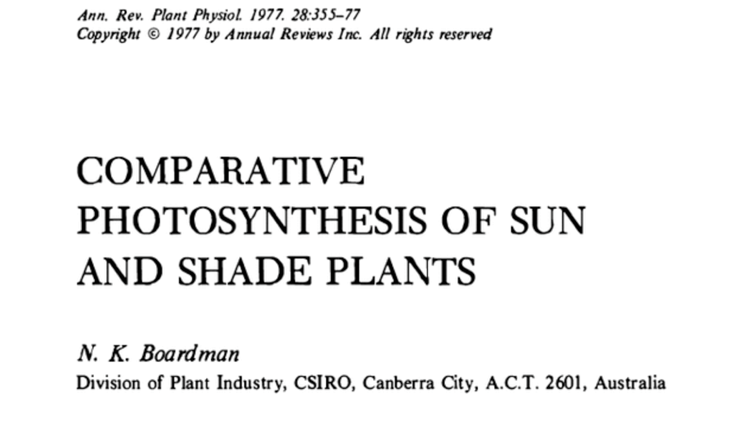 Ann. Rev. Plant Physiol. 1977. 28:355–77
Copyright © 1977 by Annual Reviews Inc. All rights reserved
COMPARATIVE
PHOTOSYNTHESIS OF SUN
AND SHADE PLANTS
N. K. Boardman
Division of Plant Industry, CSIRO, Canberra City, A.C.T. 2601, Australia